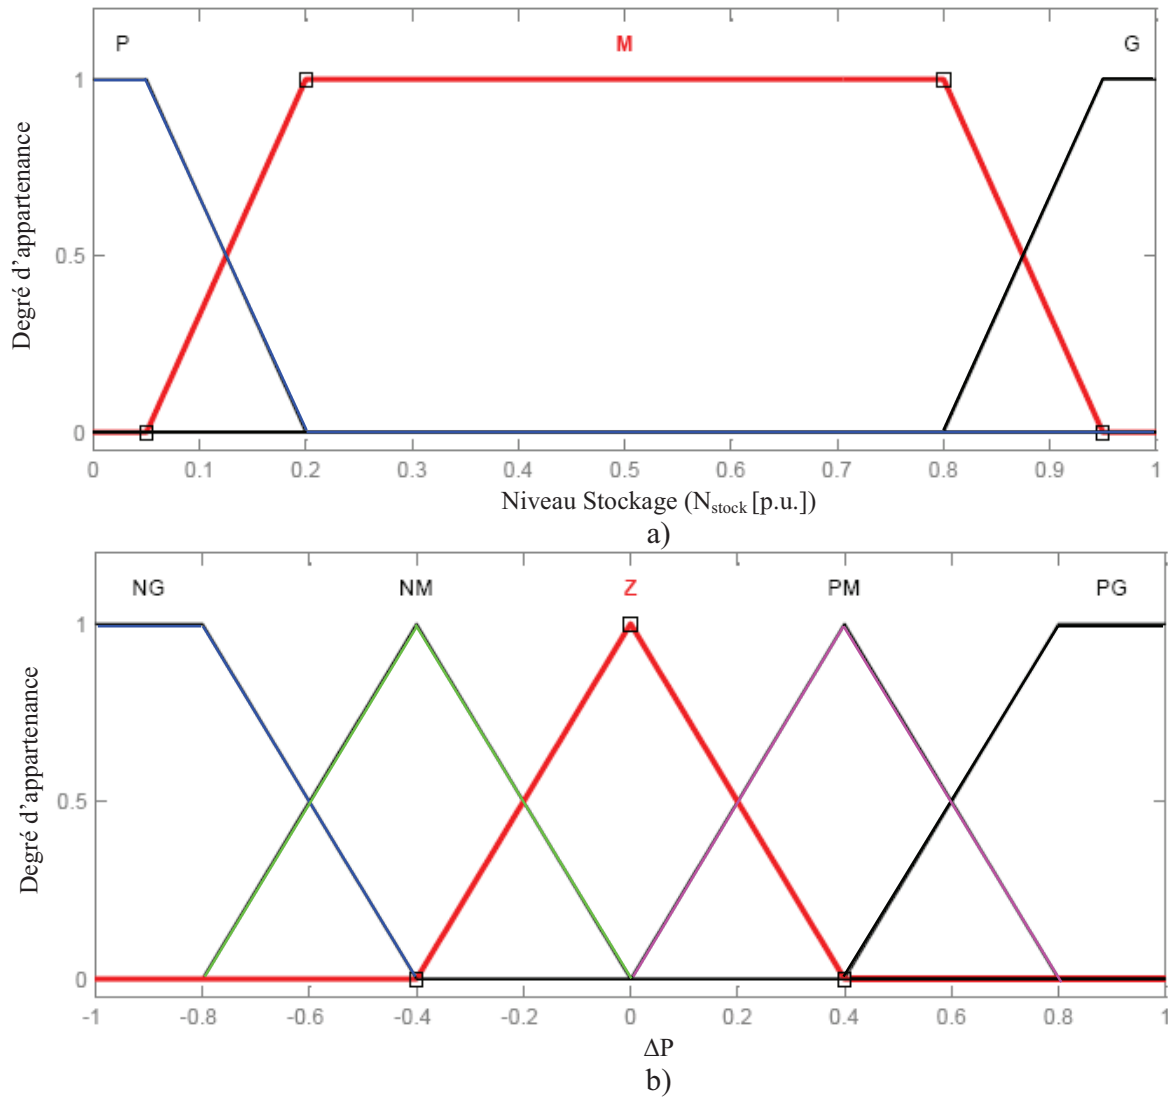 P M G
1
0.5
0
0 0.1 0.2 0.3 0.4 0.5 0.6 0.7 0.8 0.9 1
Degré d’appartenance
Niveau Stockage (Nstock [p.u.])
a)
NG NM Z PM PG
1
0.5
0
-1 -0.8 -0.6 -0.4 -0.2 0 0.2 0.4 0.6 0.8 1
Degré d’appartenance
ΔP
b)